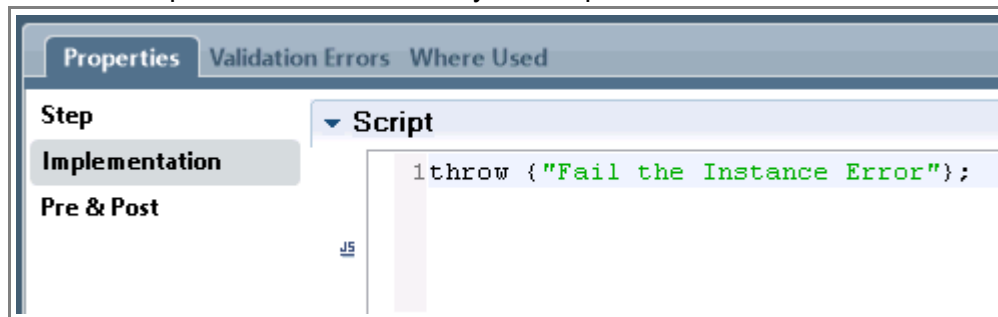 Properties Validation Errors Where Used
Step
Script
Implementation
1throw {"Fail the Instance Error"};
Pre & Post
JS